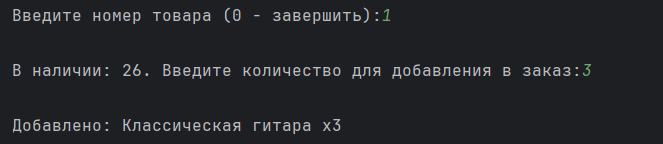 Введите номер товара (0 - завершить):1
В наличии: 26. Введите количество для добавления в заказ:3
Добавлено: Классическая гитара x3